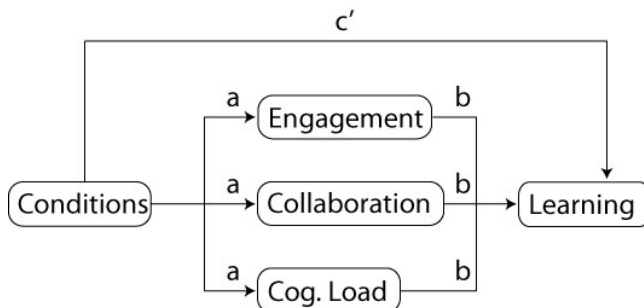 c'
a
Engagement
b
Conditions
a
Collaboration
b
Learning
a
Cog. Load
b